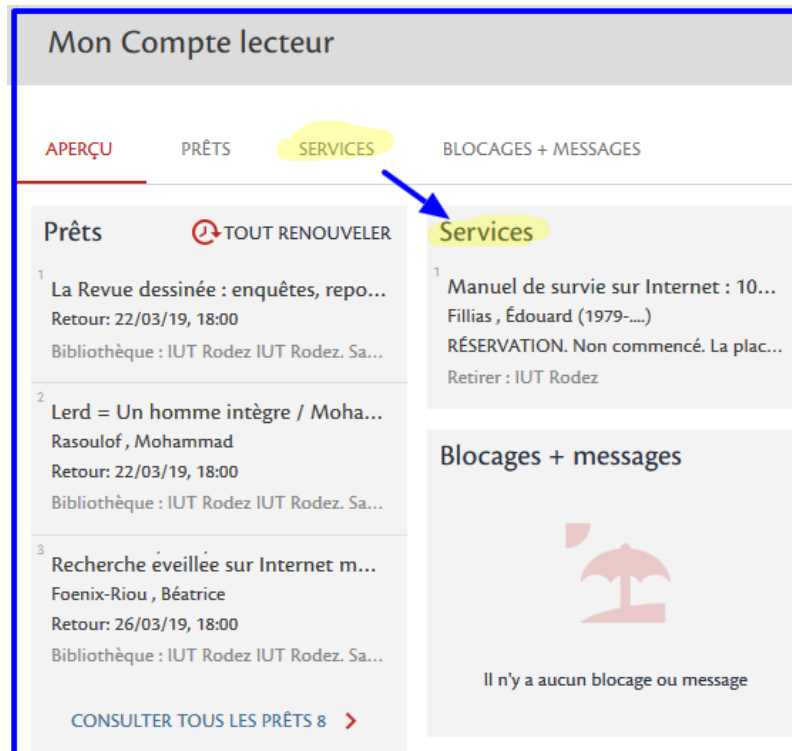 Mon Compte lecteur
APERÇU PRÊTS SERVICES BLOCAGES + MESSAGES
Prêts TOUT RENOUVELER
1
La Revue dessinée : enquêtes, repo...
Retour: 22/03/19, 18:00
Bibliothèque : IUT Rodez IUT Rodez. Sa...
2
Lerd = Un homme intègre / Moha...
Rasoulof , Mohammad
Retour: 22/03/19, 18:00
Bibliothèque : IUT Rodez IUT Rodez. Sa...
3
Recherche éveillée sur Internet m...
Foenix-Riou , Béatrice
Retour: 26/03/19, 18:00
Bibliothèque : IUT Rodez IUT Rodez. Sa...
CONSULTER TOUS LES PRÊTS 8
Services
1
Manuel de survie sur Internet : 10...
Fillias , Édouard (1979-....)
RÉSERVATION. Non commencé. La plac...
Retirer : IUT Rodez
Blocages + messages
Il n'y a aucun blocage ou message